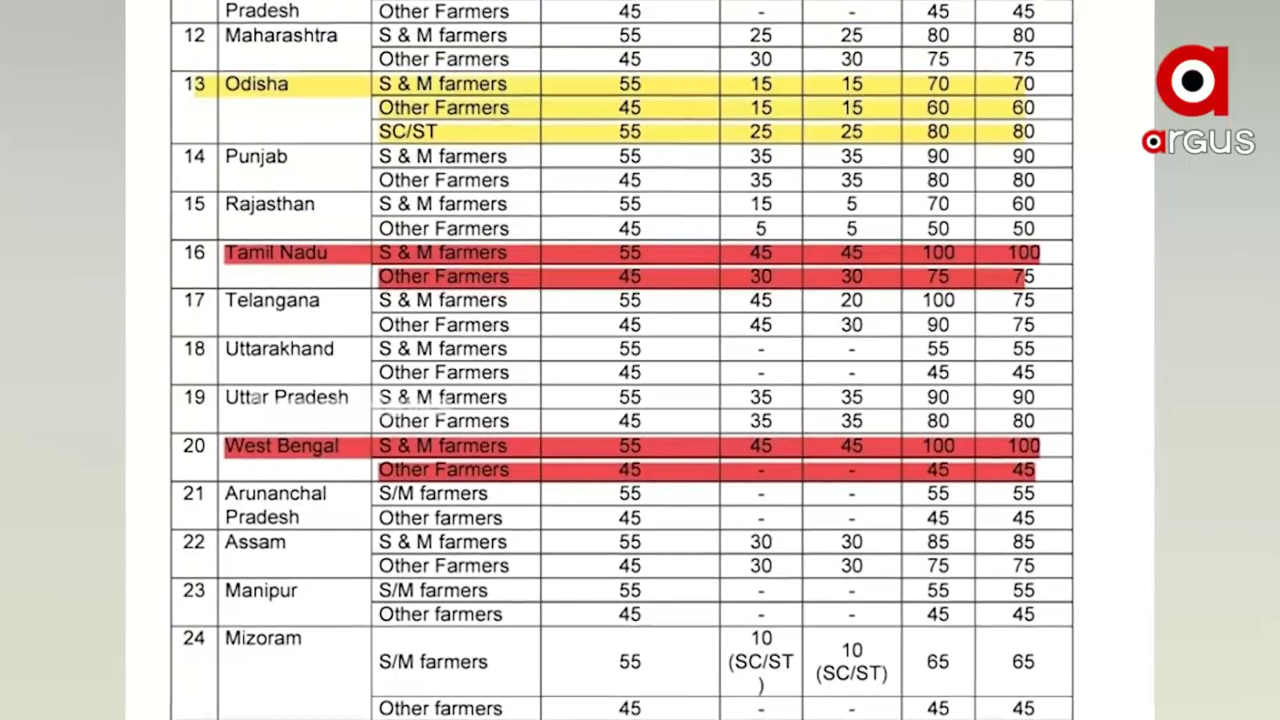 Pradesh Other Farmers 45 - - 45 45
12 Maharashtra S & M farmers 55 25 25 80 80
Other Farmers 45 30 30 75 75
13 Odisha S & M farmers 55 15 15 70 70
Other Farmers 45 15 15 60 60
SC/ST 55 25 25 80 80
14 Punjab S & M farmers 55 35 35 90 90
Other Farmers 45 35 35 80 80
15 Rajasthan S & M farmers 55 15 5 70 60
Other Farmers 45 5 5 50 50
16 Tamil Nadu S & M farmers 55 45 45 100 100
Other Farmers 45 30 30 75 75
17 Telangana S & M farmers 55 45 20 100 75
Other Farmers 45 45 30 90 75
18 Uttarakhand S & M farmers 55 - - 55 55
Other Farmers 45 - - 45 45
19 Uttar Pradesh S & M farmers 55 35 35 90 90
Other Farmers 45 35 35 80 80
20 West Bengal S & M farmers 55 45 45 100 100
Other Farmers 45 - - 45 45
21 Arunanchal S/M farmers 55 - - 55 55
Pradesh Other farmers 45 - - 45 45
22 Assam S & M farmers 55 30 30 85 85
Other Farmers 45 30 30 75 75
23 Manipur S/M farmers 55 - - 55 55
Other farmers 45 - - 45 45
24 Mizoram S/M farmers 55 10 (SC/ST) 10 (SC/ST) 65 65
Other farmers 45 - - 45 45
a
argus